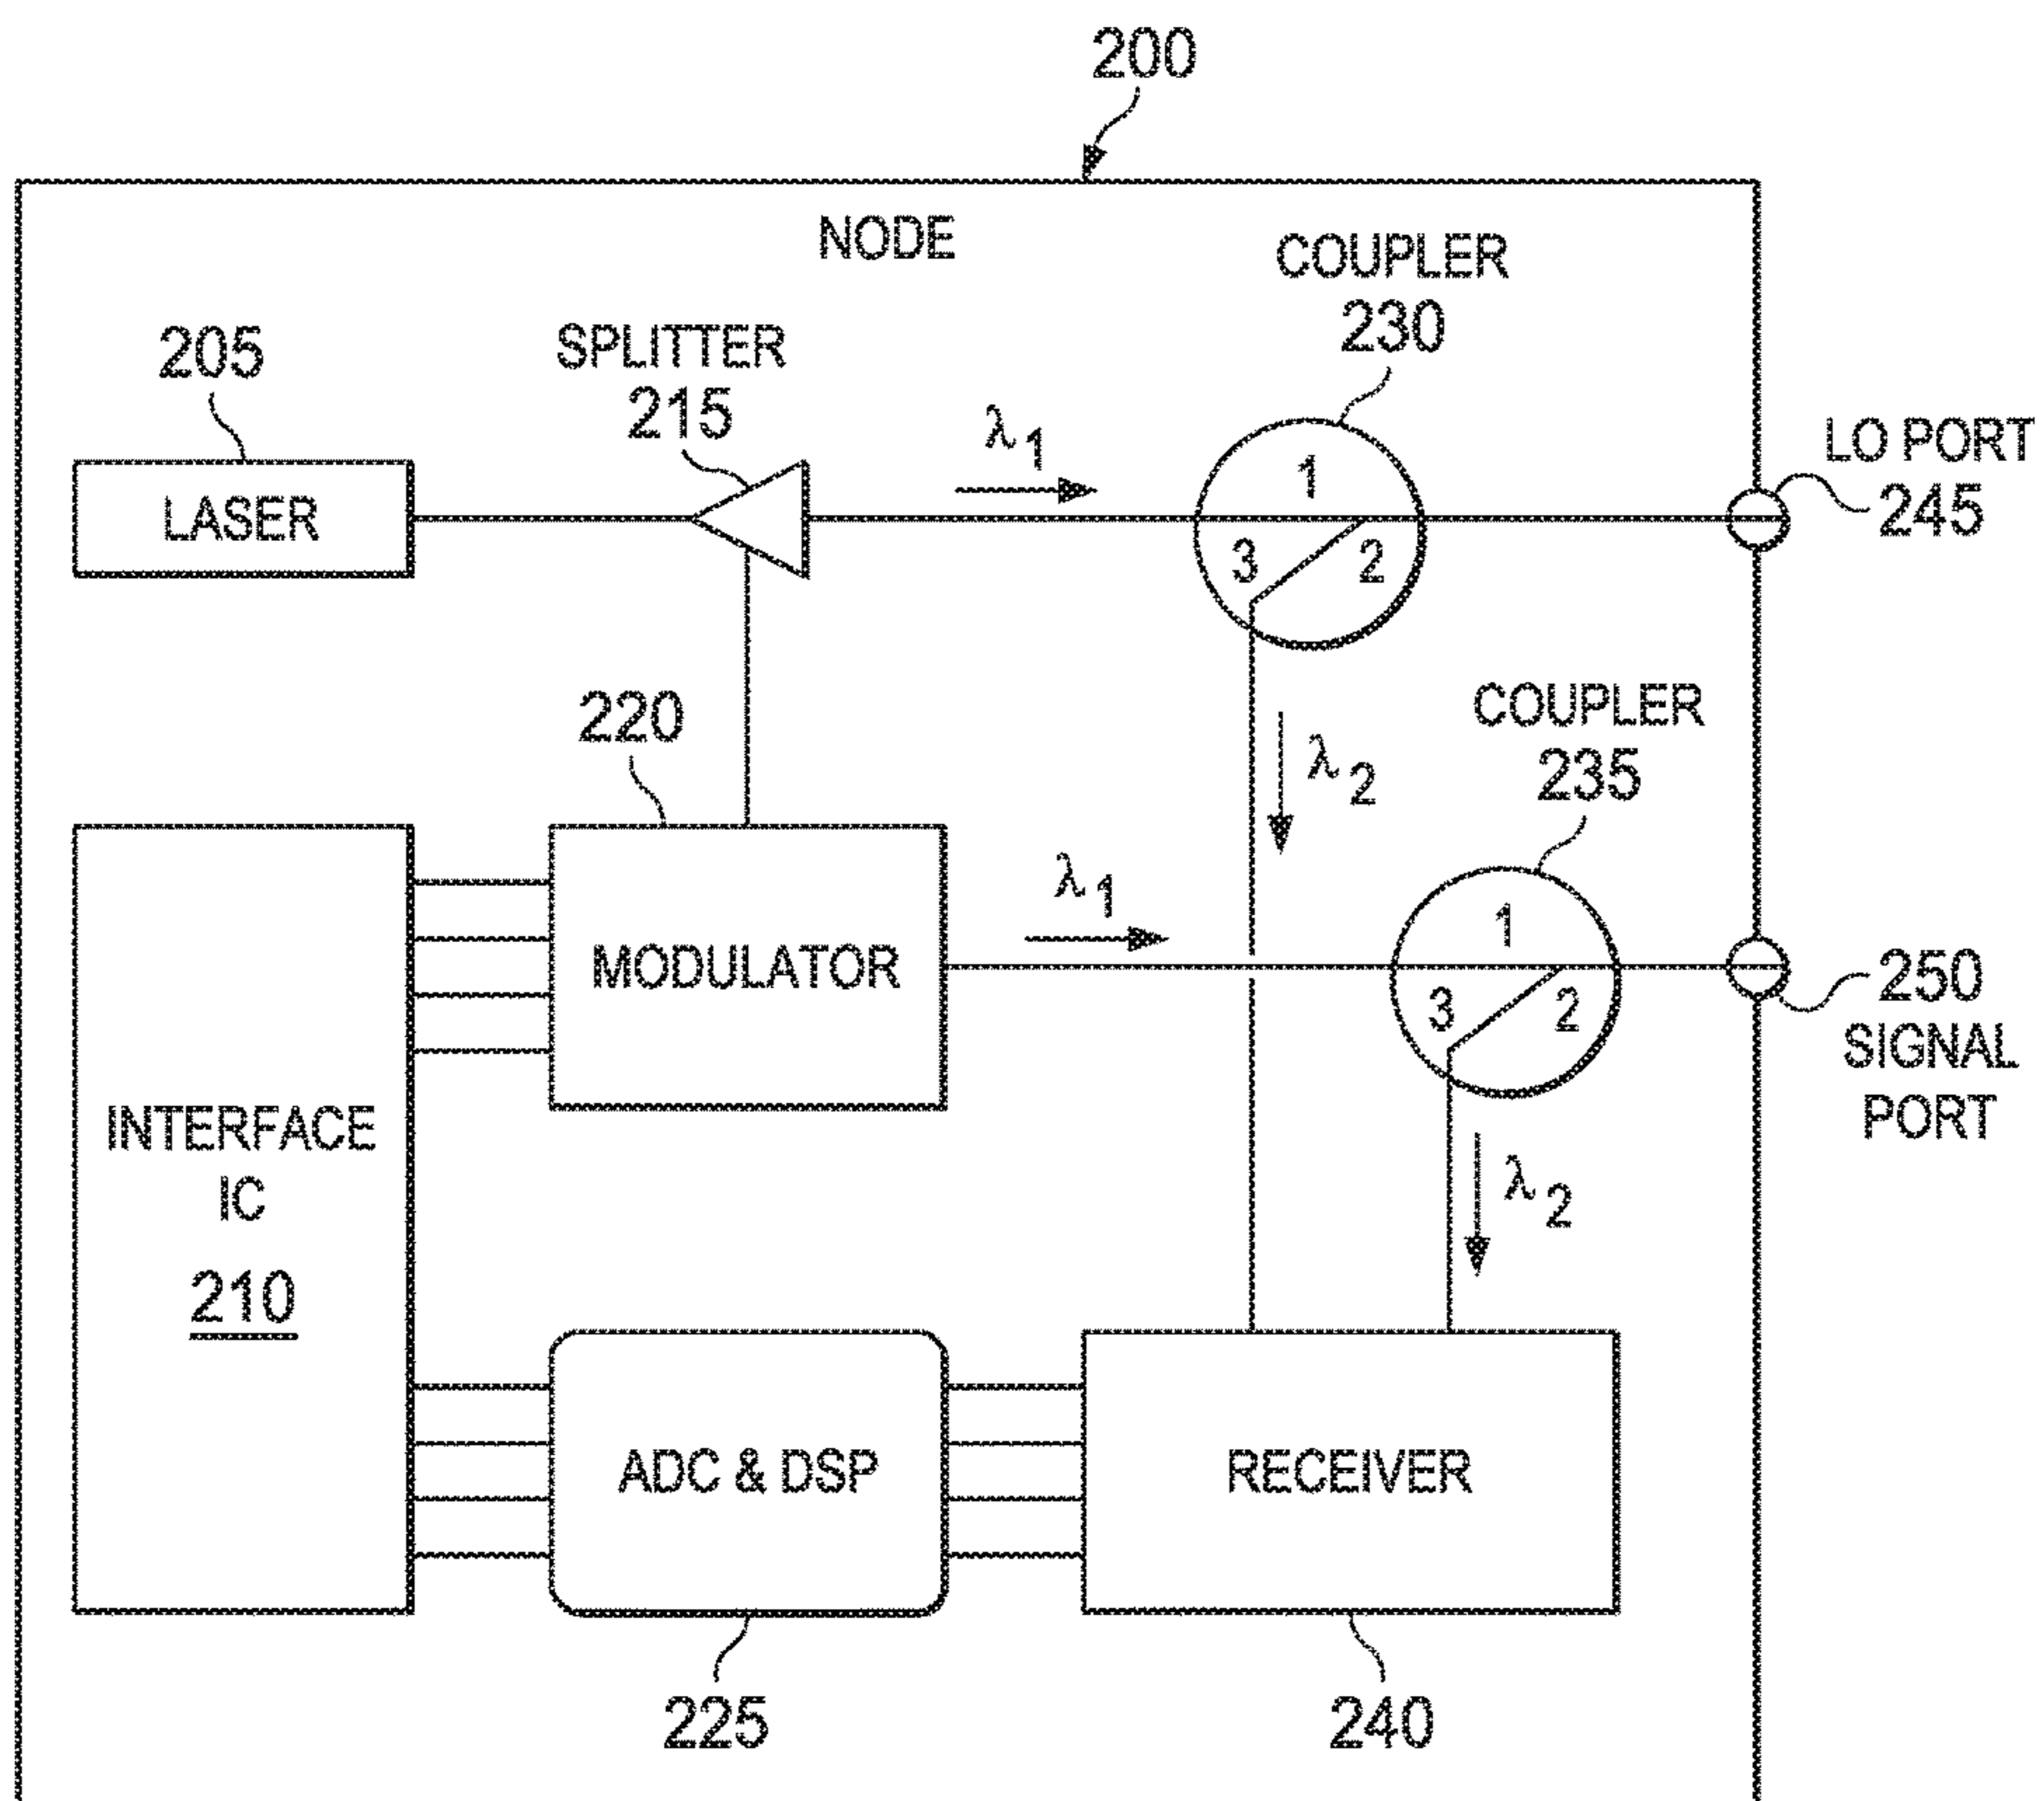 200
NODE
COUPLER
230
SPLITTER
215
205
LASER
λ1
1
3
2
LO PORT
245
220
λ2
COUPLER
235
MODULATOR
λ1
1
3
2
250
SIGNAL
PORT
λ2
INTERFACE
IC
210
ADC & DSP
RECEIVER
225
240